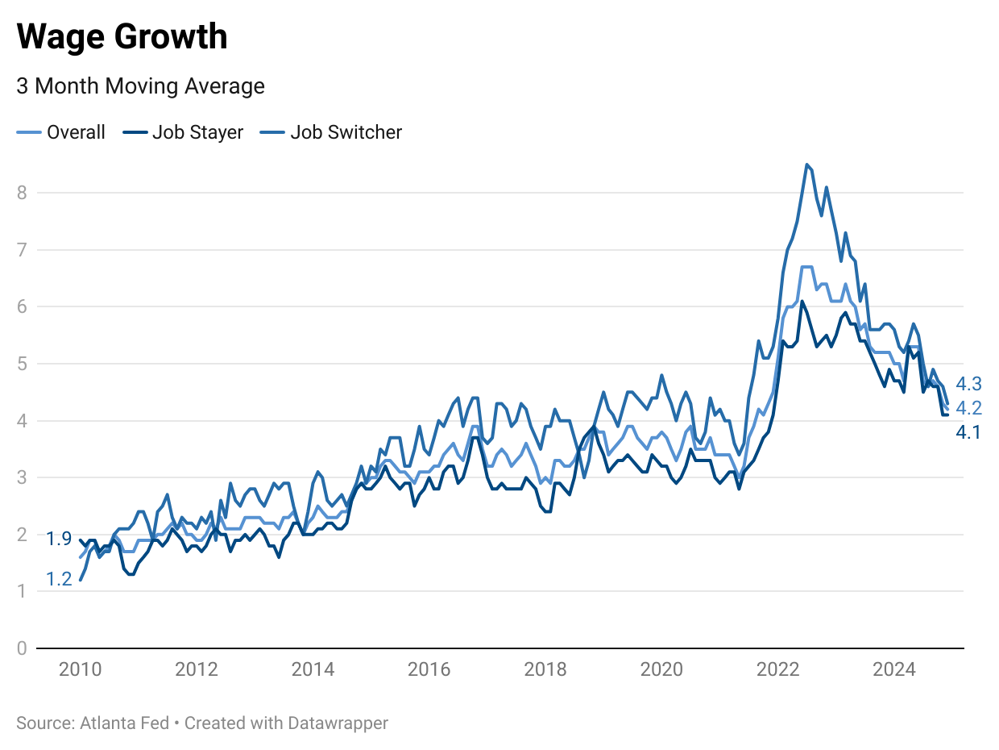 Wage Growth
3 Month Moving Average
Overall Job Stayer Job Switcher
8
7
6
5
4.3
4.2
4
4.1
3
2
1.9
1.2
1
0
2010 2012 2014 2016 2018 2020 2022 2024
Source: Atlanta Fed • Created with Datawrapper